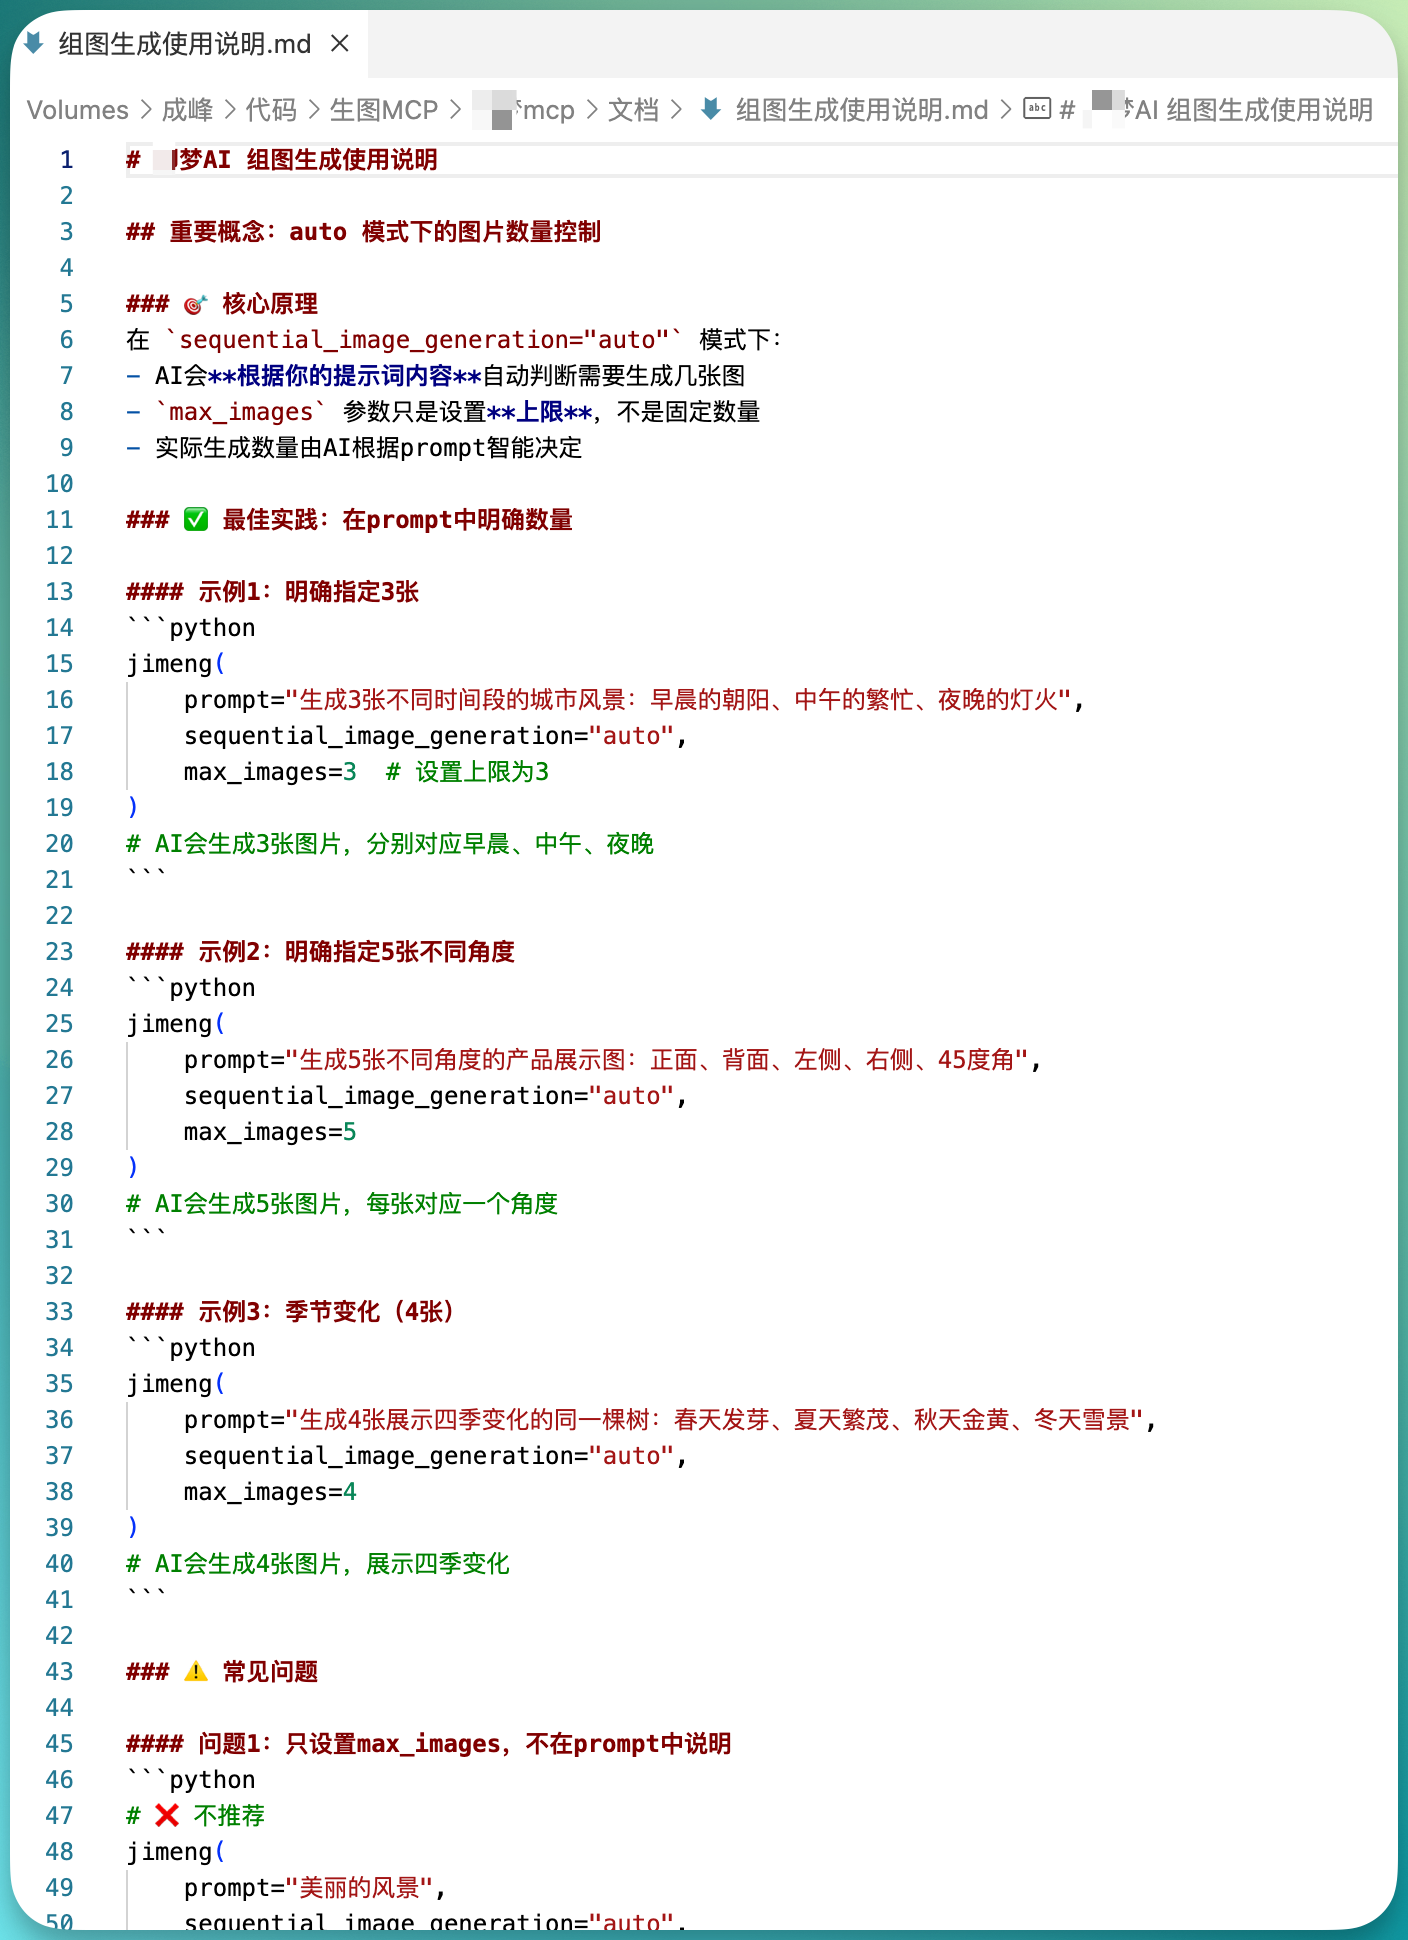 组图生成使用说明.md
Volumes > 成峰 > 代码 > 生图MCP > mcp > 文档 > 组图生成使用说明.md > abc # AI 组图生成使用说明
1 # 梦AI 组图生成使用说明
2
3 ## 重要概念：auto 模式下的图片数量控制
4
5 ### 🎯 核心原理
6 在 `sequential_image_generation="auto"` 模式下：
7 - AI会**根据你的提示词内容**自动判断需要生成几张图
8 - `max_images` 参数只是设置**上限**，不是固定数量
9 - 实际生成数量由AI根据prompt智能决定
10
11 ### ✅ 最佳实践：在prompt中明确数量
12
13 #### 示例1：明确指定3张
14 ```python
15 jimeng(
16     prompt="生成3张不同时间段的城市风景：早晨的朝阳、中午的繁忙、夜晚的灯火",
17     sequential_image_generation="auto",
18     max_images=3  # 设置上限为3
19 )
20 # AI会生成3张图片，分别对应早晨、中午、夜晚
21 ```
22
23 #### 示例2：明确指定5张不同角度
24 ```python
25 jimeng(
26     prompt="生成5张不同角度的产品展示图：正面、背面、左侧、右侧、45度角",
27     sequential_image_generation="auto",
28     max_images=5
29 )
30 # AI会生成5张图片，每张对应一个角度
31 ```
32
33 #### 示例3：季节变化（4张）
34 ```python
35 jimeng(
36     prompt="生成4张展示四季变化的同一棵树：春天发芽、夏天繁茂、秋天金黄、冬天雪景",
37     sequential_image_generation="auto",
38     max_images=4
39 )
40 # AI会生成4张图片，展示四季变化
41 ```
42
43 ### ⚠️ 常见问题
44
45 #### 问题1：只设置max_images，不在prompt中说明
46 ```python
47 # ❌ 不推荐
48 jimeng(
49     prompt="美丽的风景",
50     sequential_image_generation="auto",